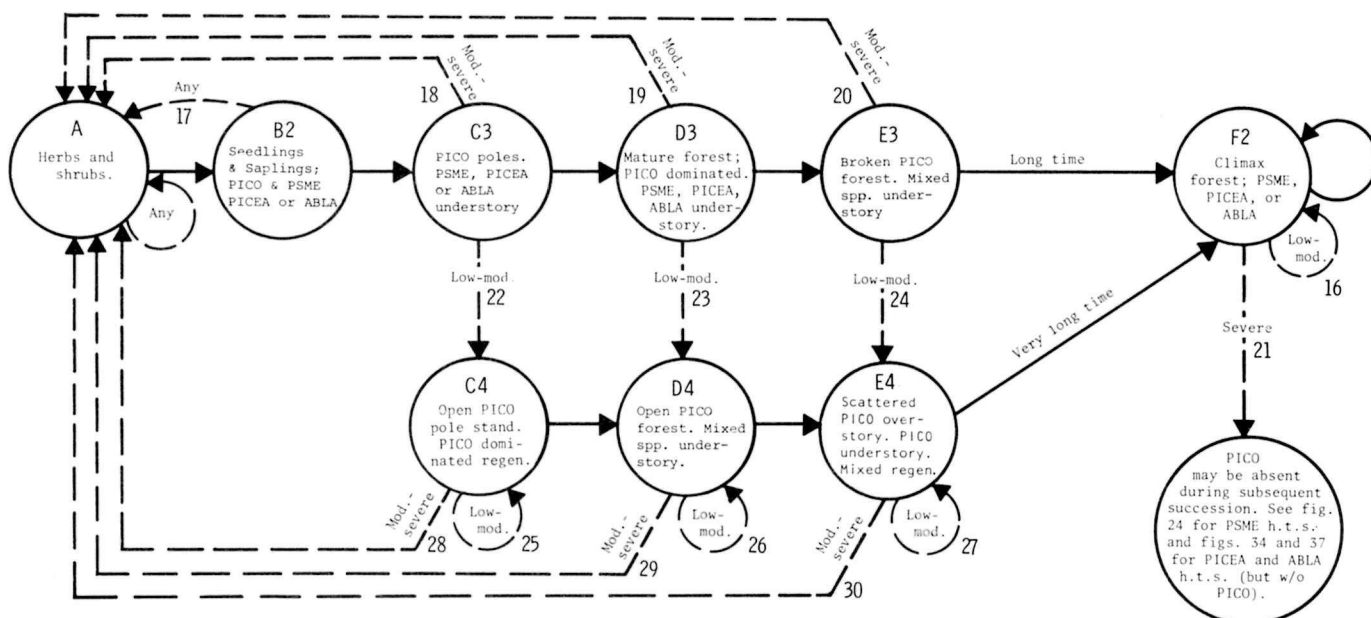 Mod.-
severe
20
Mod.-
severe
19
Mod.-
severe
18
Any
17
A
Herbs and
shrubs.
Any
B2
Seedlings
& Saplings;
PICO & PSME
PICEA or ABLA
C3
PICO poles.
PSME, PICEA
or ABLA
understory
D3
Mature forest;
PICO dominated.
PSME, PICEA,
ABLA under-
story.
E3
Broken PICO
forest. Mixed
spp. under-
story
Long time
F2
Climax
forest; PSME,
PICEA, or
ABLA
Low-
mod.
16
Low-mod.
22
Low-mod.
23
Low-mod.
24
Very long time
Severe
21
C4
Open PICO
pole stand.
PICO domi-
nated regen.
D4
Open PICO
forest. Mixed
spp. under-
story.
E4
Scattered
PICO over-
story. PICO
understory.
Mixed regen.
Mod.-
severe
28
Low-
mod.
25
Mod.-
severe
29
Low-
mod.
26
Mod.-
severe
30
Low-
mod.
27
PICO
may be absent
during subsequent
succession. See fig.
24 for PSME h.t.s.
and figs. 34 and 37
for PICEA and ABLA
h.t.s. (but w/o
PICO).